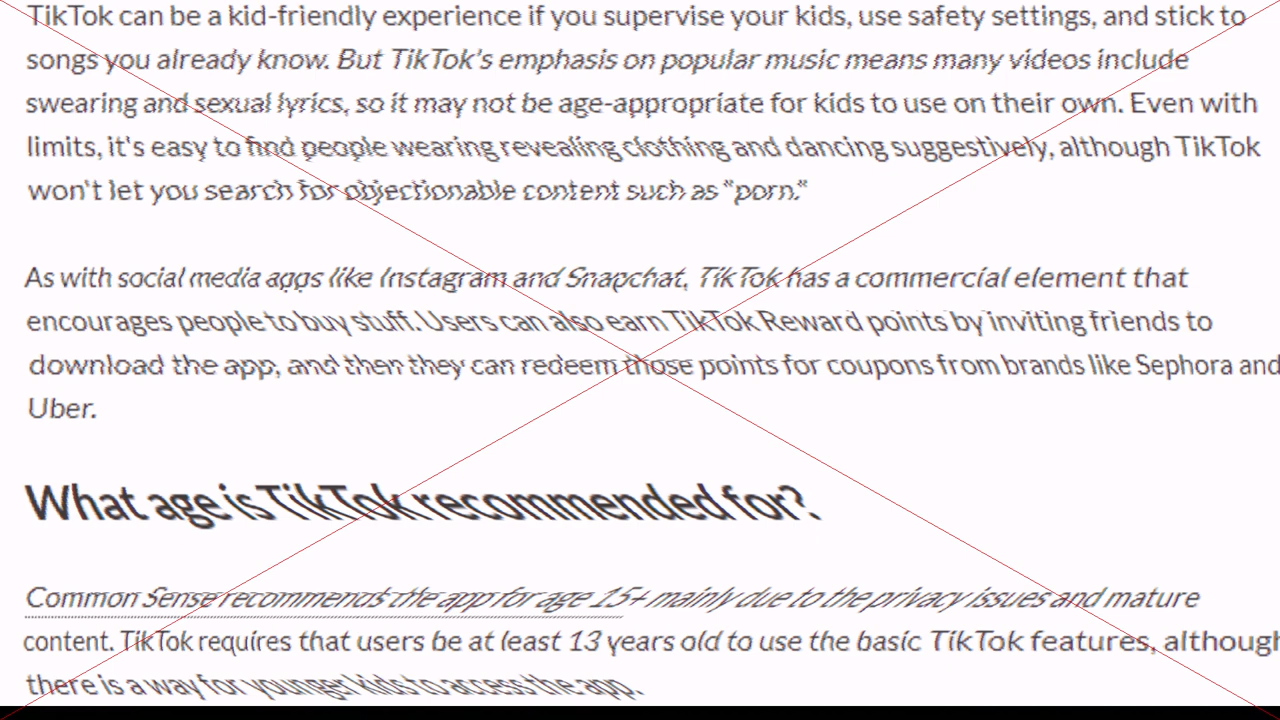 TikTok can be a kid-friendly experience if you supervise your kids, use safety settings, and stick to
songs you already know. But TikTok's emphasis on popular music means many videos include
swearing and sexual lyrics, so it may not be age-appropriate for kids to use on their own. Even with
limits, it's easy to find people wearing revealing clothing and dancing suggestively, although TikTok
won't let you search for objectionable content such as "porn."
As with social media apps like Instagram and Snapchat, TikTok has a commercial element that
encourages people to buy stuff. Users can also earn TikTok Reward points by inviting friends to
download the app, and then they can redeem those points for coupons from brands like Sephora and
Uber.
What age is TikTok recommended for?
Common Sense recommends the app for age 15+ mainly due to the privacy issues and mature
content. TikTok requires that users be at least 13 years old to use the basic TikTok features, although
there is a way for younger kids to access the app.